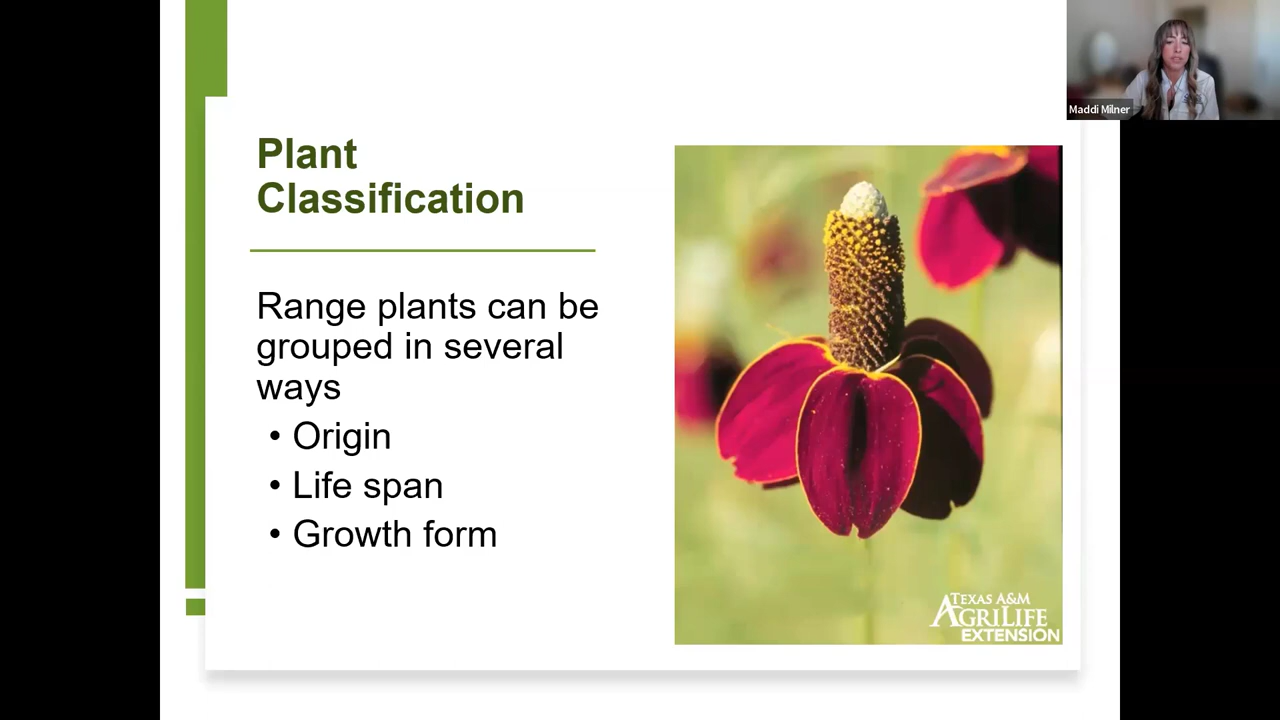 Maddi Milner
Plant
Classification
Range plants can be
grouped in several
ways
• Origin
• Life span
• Growth form
TEXAS A&M
AGRILIFE
EXTENSION